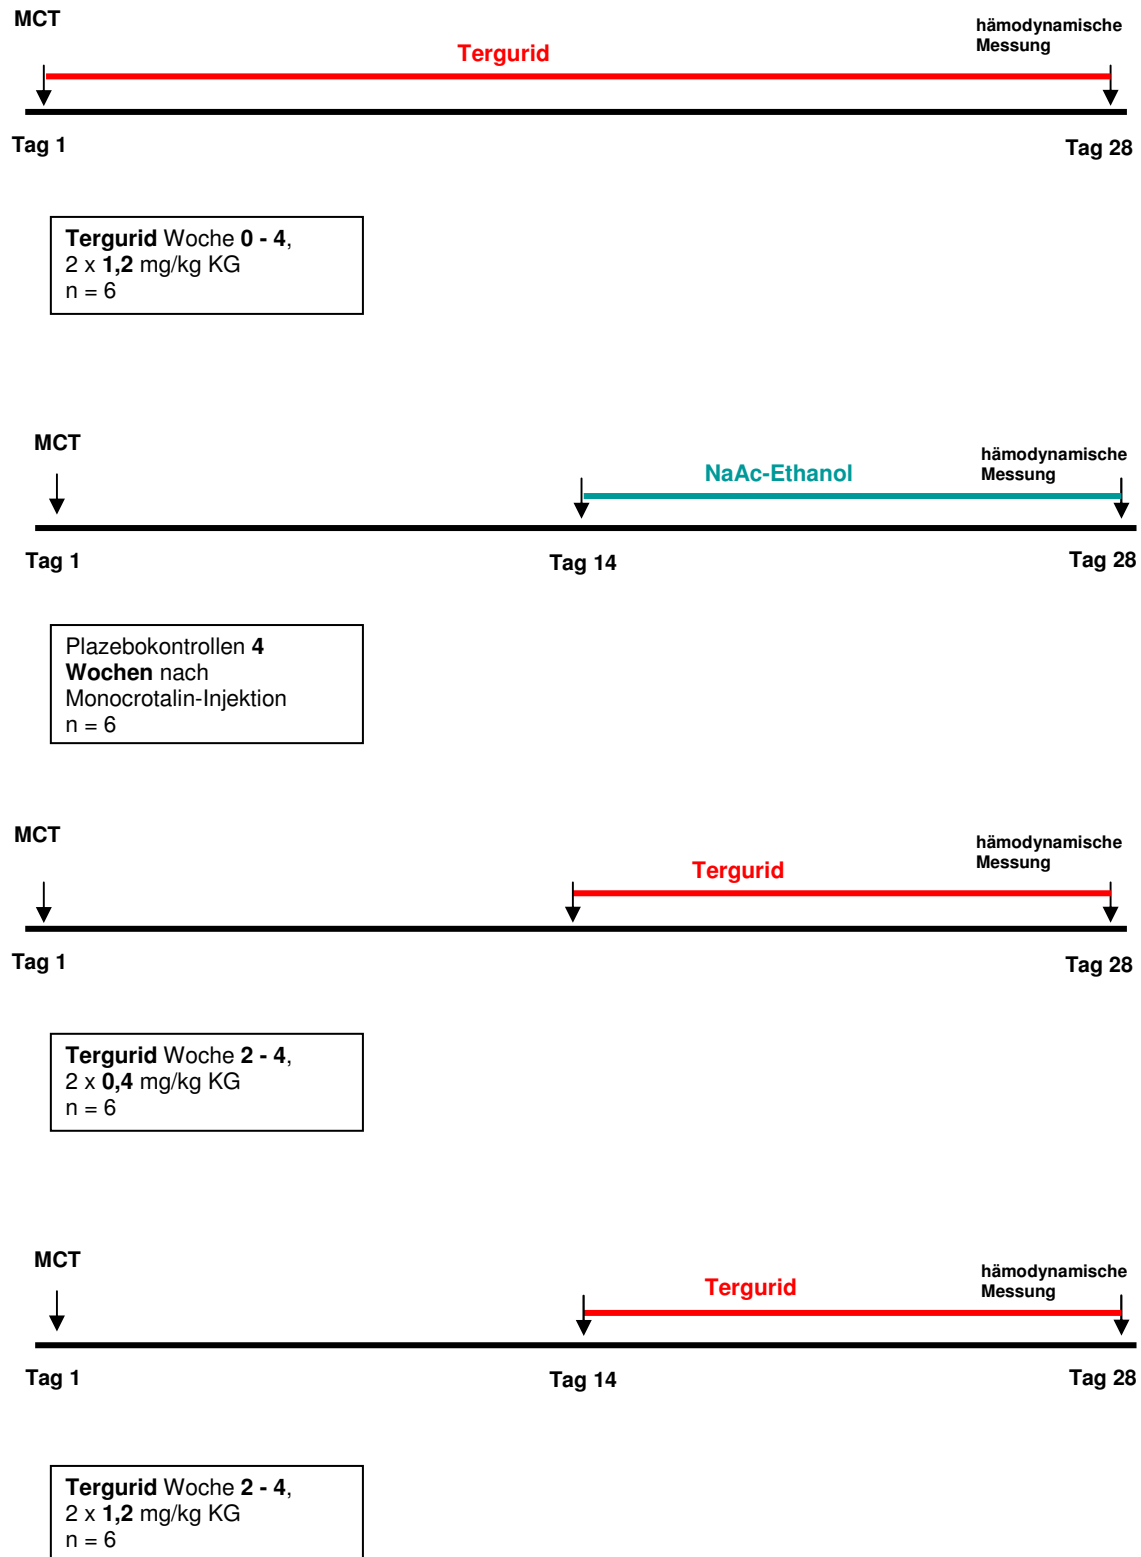 MCT
hämodynamische
Messung
Tergurid
Tag 1
Tag 28
Tergurid Woche 0 - 4,
2 x 1,2 mg/kg KG
n = 6
MCT
hämodynamische
Messung
NaAc-Ethanol
Tag 1
Tag 14
Tag 28
Plazebokontrollen 4
Wochen nach
Monocrotalin-Injektion
n = 6
MCT
hämodynamische
Messung
Tergurid
Tag 1
Tag 28
Tergurid Woche 2 - 4,
2 x 0,4 mg/kg KG
n = 6
MCT
hämodynamische
Messung
Tergurid
Tag 1
Tag 14
Tag 28
Tergurid Woche 2 - 4,
2 x 1,2 mg/kg KG
n = 6